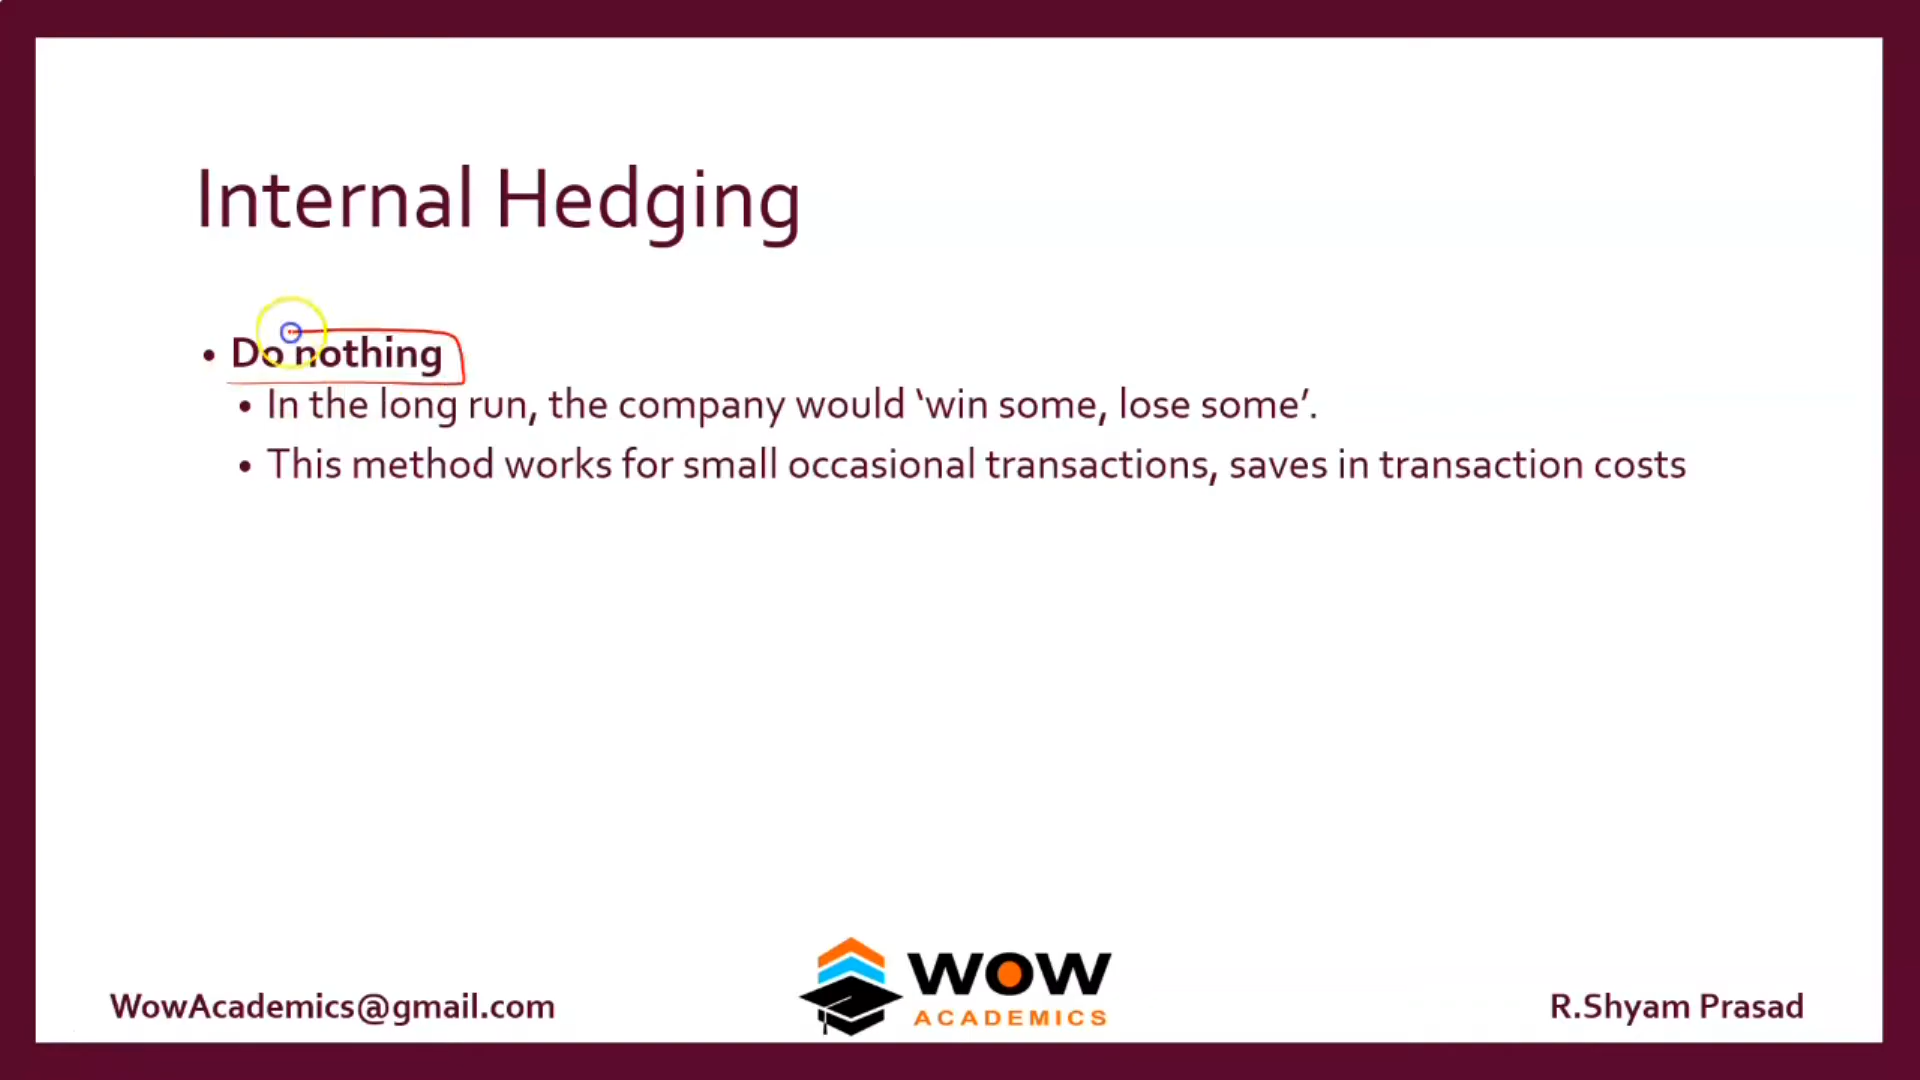 Internal Hedging
• Do nothing
• In the long run, the company would ‘win some, lose some’.
• This method works for small occasional transactions, saves in transaction costs
WowAcademics@gmail.com
WOW
ACADEMICS
R.Shyam Prasad